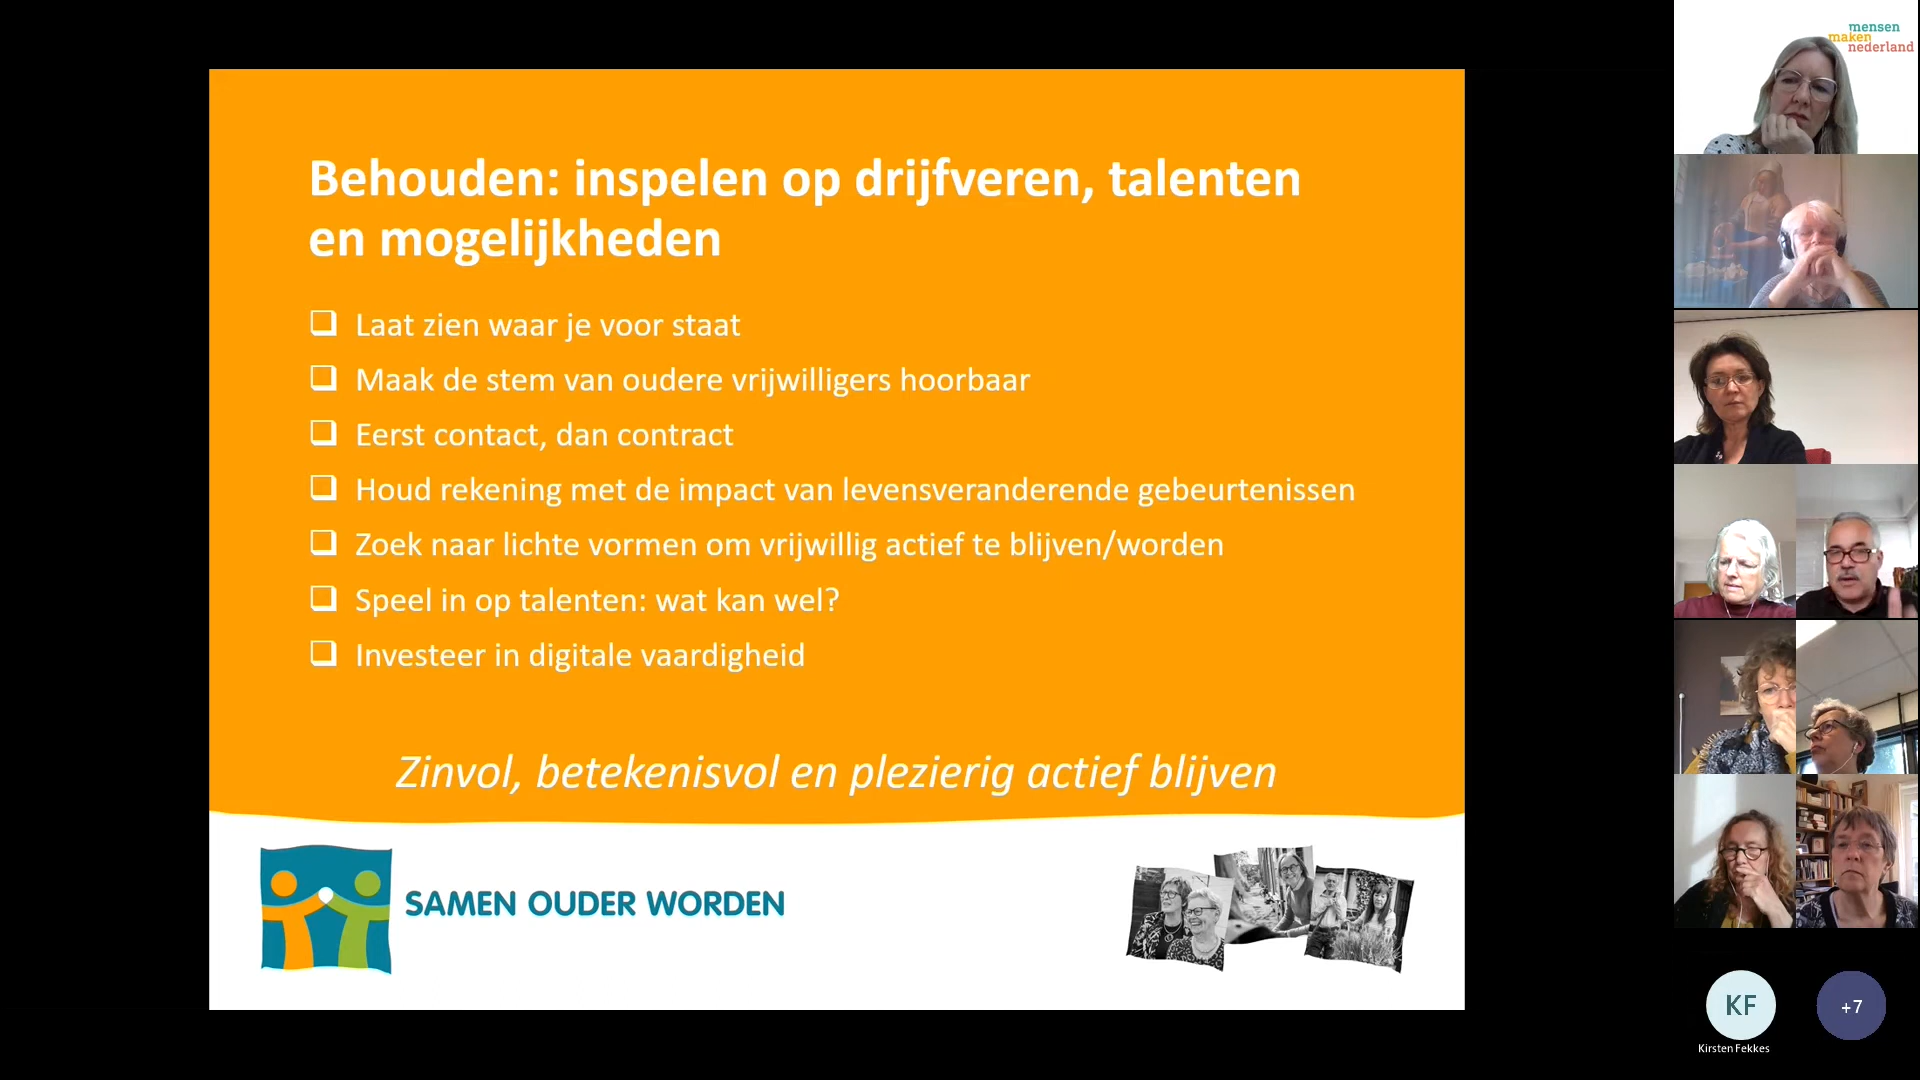 Behouden: inspelen op drijfveren, talenten
en mogelijkheden
Laat zien waar je voor staat
Maak de stem van oudere vrijwilligers hoorbaar
Eerst contact, dan contract
Houd rekening met de impact van levensveranderende gebeurtenissen
Zoek naar lichte vormen om vrijwillig actief te blijven/worden
Speel in op talenten: wat kan wel?
Investeer in digitale vaardigheid
Zinvol, betekenisvol en plezierig actief blijven
SAMEN OUDER WORDEN
mensen
maken
nederland
KF
+7
Kirsten Fekkes